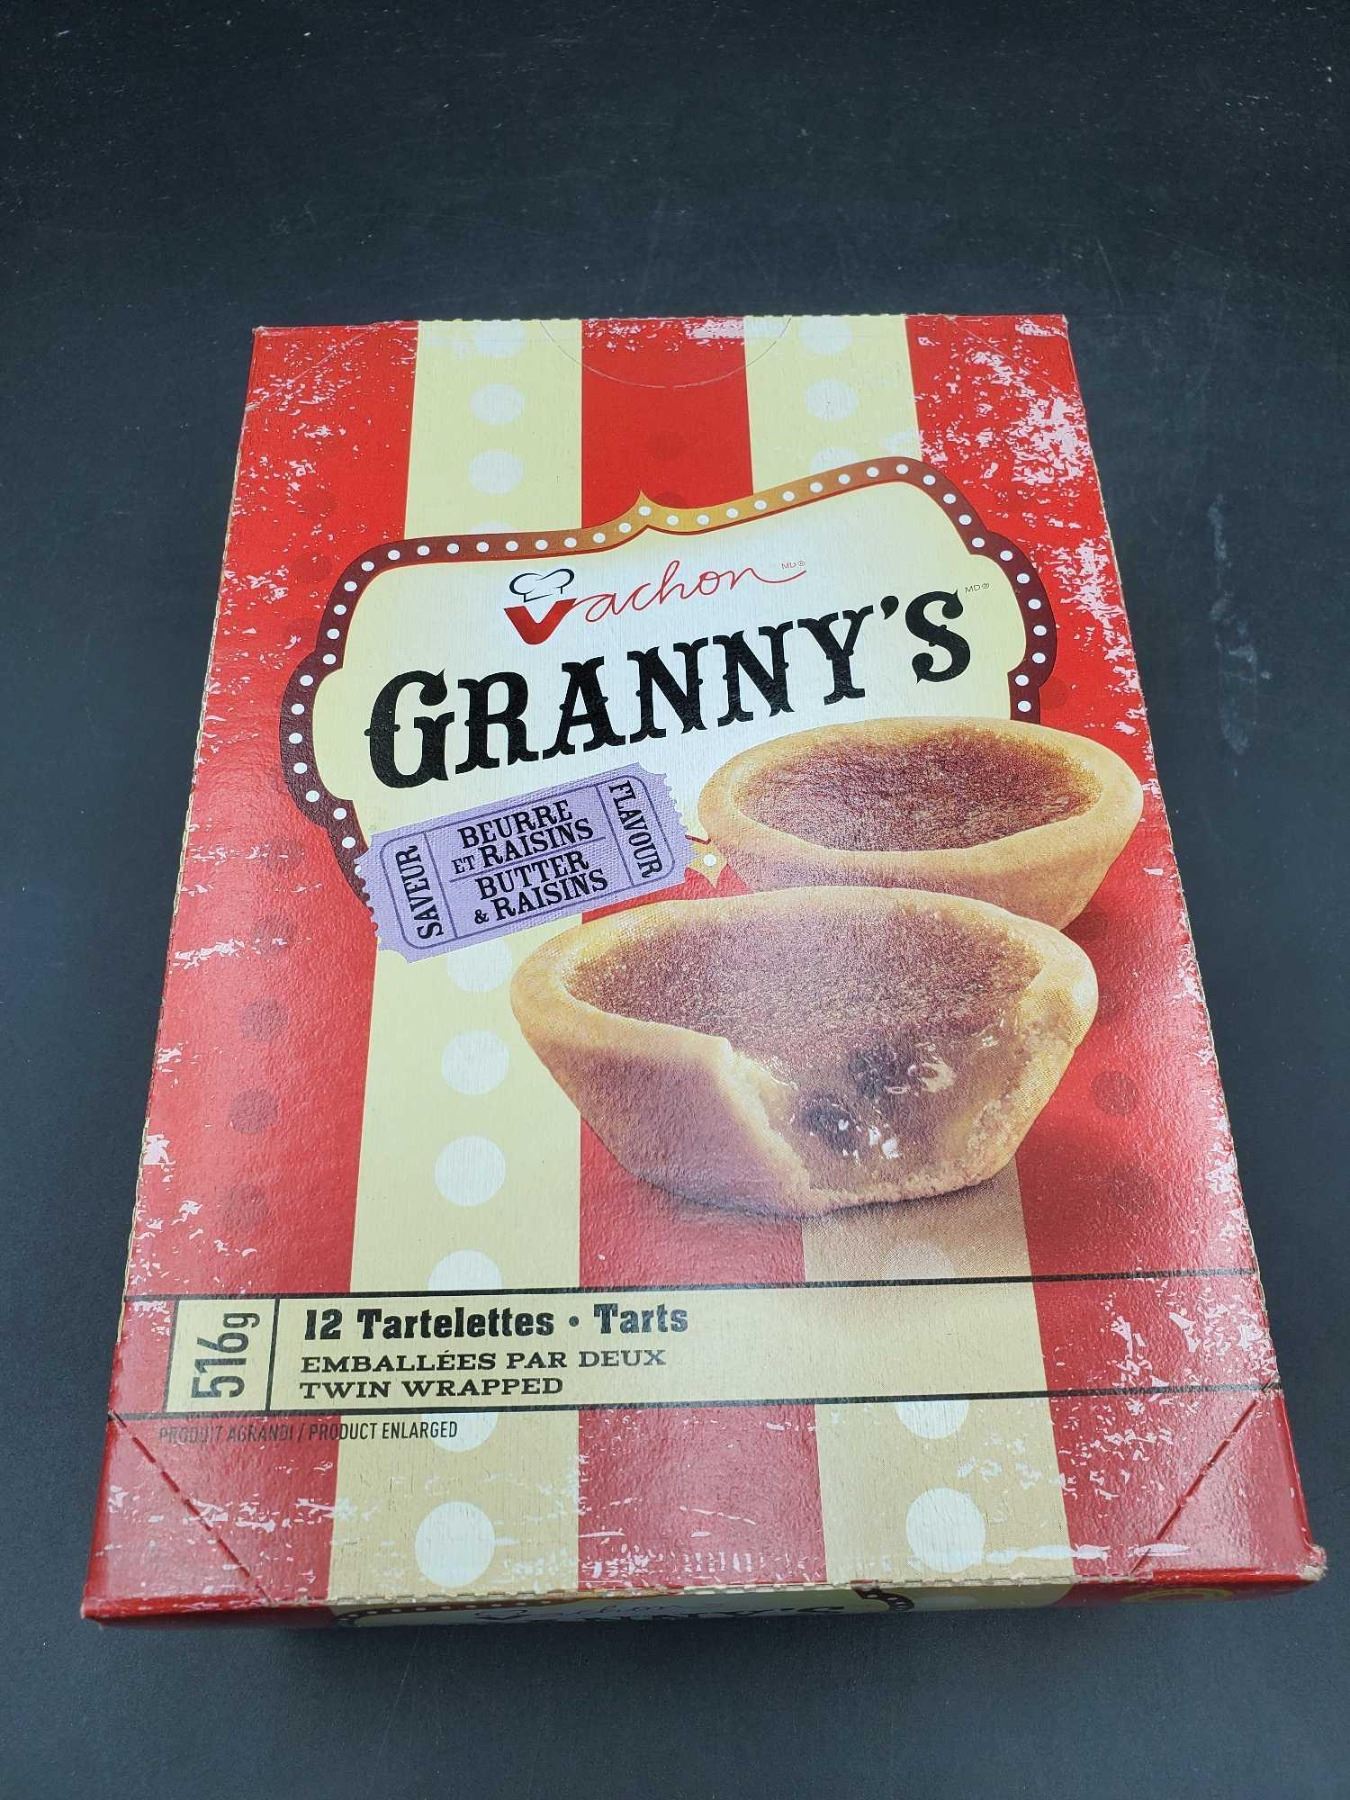 Vachon MD®
GRANNY'S MD®
SAVEUR
BEURRE
ET RAISINS
BUTTER
& RAISINS
FLAVOUR
516g
12 Tartelettes • Tarts
EMBALLÉES PAR DEUX
TWIN WRAPPED
PRODUIT AGRANDI / PRODUCT ENLARGED